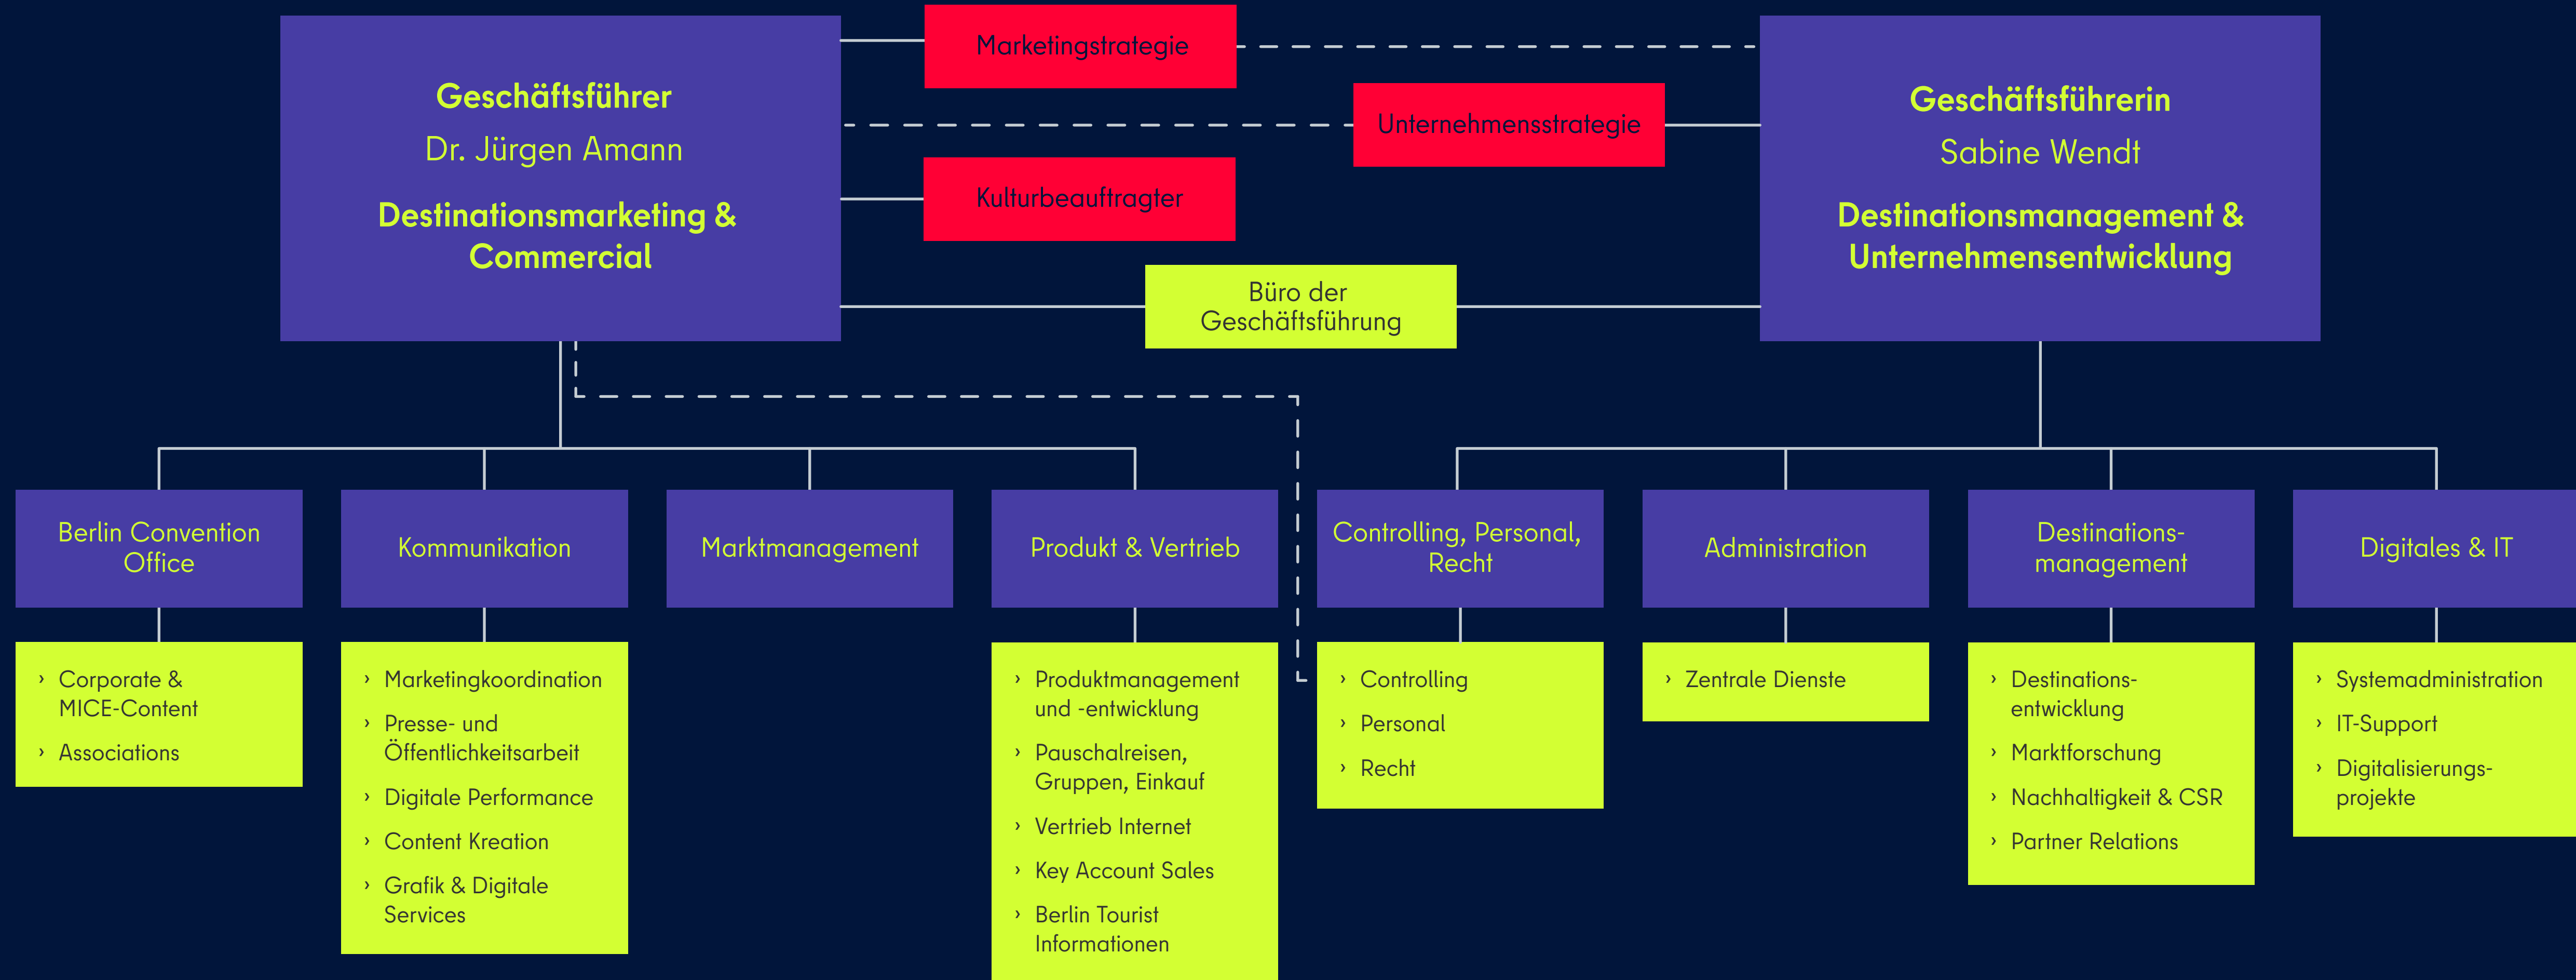 Geschäftsführer
Dr. Jürgen Amann
Destinationsmarketing &
Commercial
Marketingstrategie
Unternehmensstrategie
Kulturbeauftragter
Büro der
Geschäftsführung
Geschäftsführerin
Sabine Wendt
Destinationsmanagement &
Unternehmensentwicklung
Berlin Convention
Office
› Corporate &
MICE-Content
› Associations
Kommunikation
› Marketingkoordination
› Presse- und
Öffentlichkeitsarbeit
› Digitale Performance
› Content Kreation
› Grafik & Digitale
Services
Marktmanagement
Produkt & Vertrieb
› Produktmanagement
und -entwicklung
› Pauschalreisen,
Gruppen, Einkauf
› Vertrieb Internet
› Key Account Sales
› Berlin Tourist
Informationen
Controlling, Personal,
Recht
› Controlling
› Personal
› Recht
Administration
› Zentrale Dienste
Destinations-
management
› Destinations-
entwicklung
› Marktforschung
› Nachhaltigkeit & CSR
› Partner Relations
Digitales & IT
› Systemadministration
› IT-Support
› Digitalisierungs-
projekte